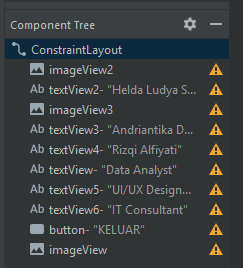 Component Tree
ConstraintLayout
imageView2
Ab textView2- "Helda Ludya S...
imageView3
Ab textView3- "Andriantika D...
Ab textView4- "Rizqi Alfiyati"
Ab textView- "Data Analyst"
Ab textView5- "UI/UX Design...
Ab textView6- "IT Consultant"
button- "KELUAR"
imageView